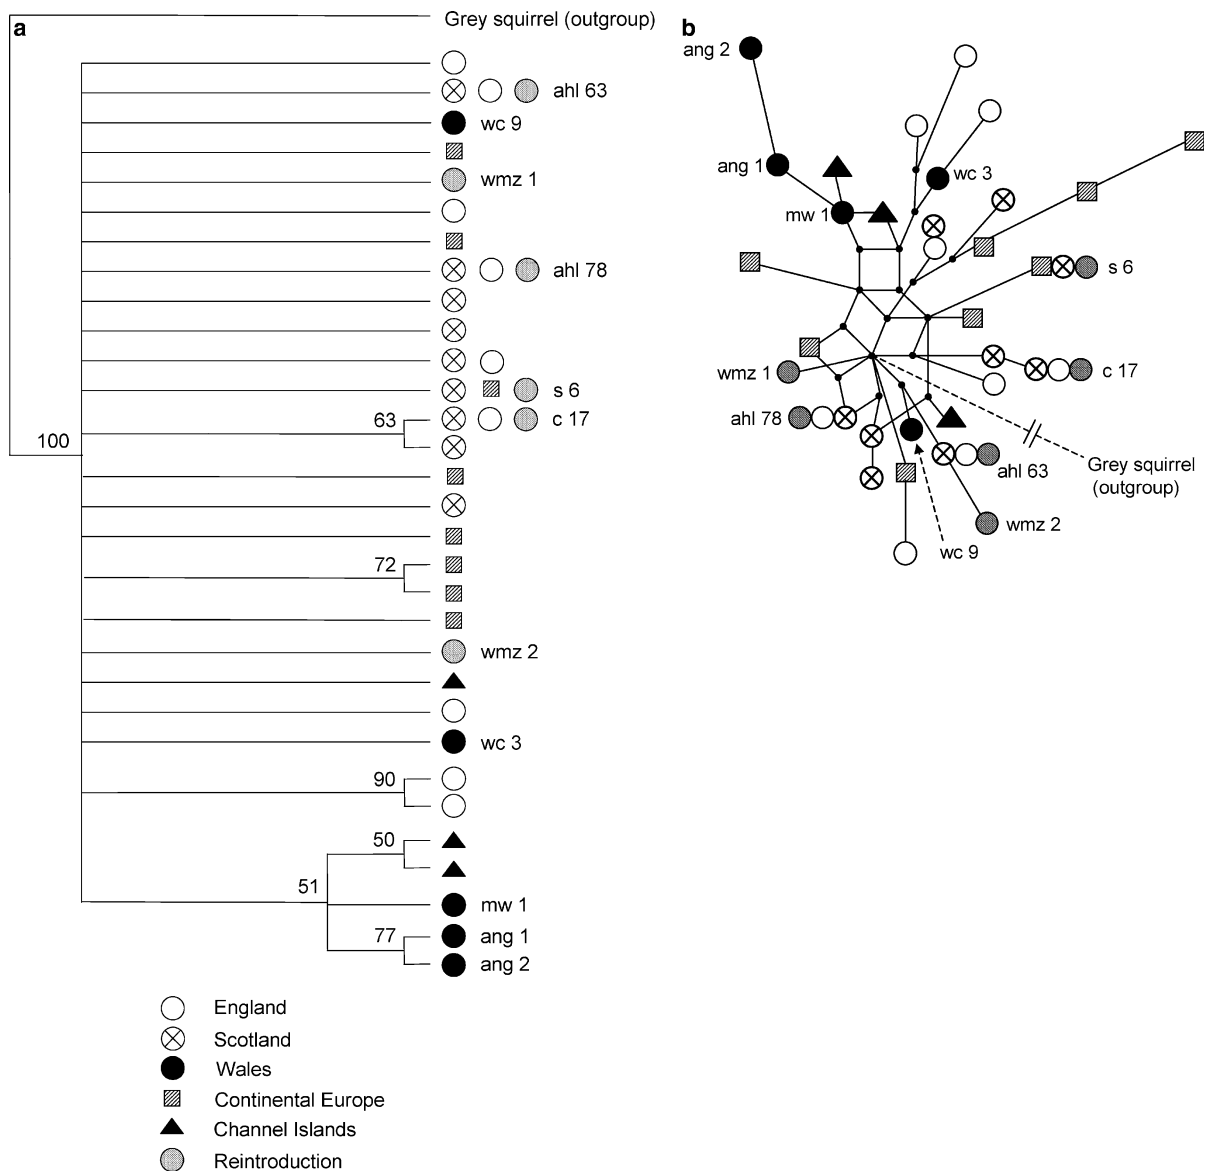 a
Grey squirrel (outgroup)
ahl 63
wc 9
wmz 1
ahl 78
s 6
63
c 17
100
72
wmz 2
wc 3
90
50
51
mw 1
77
ang 1
ang 2
England
Scotland
Wales
Continental Europe
Channel Islands
Reintroduction
b
ang 2
ang 1
wc 3
mw 1
s 6
wmz 1
c 17
ahl 78
ahl 63
Grey squirrel
(outgroup)
wmz 2
wc 9